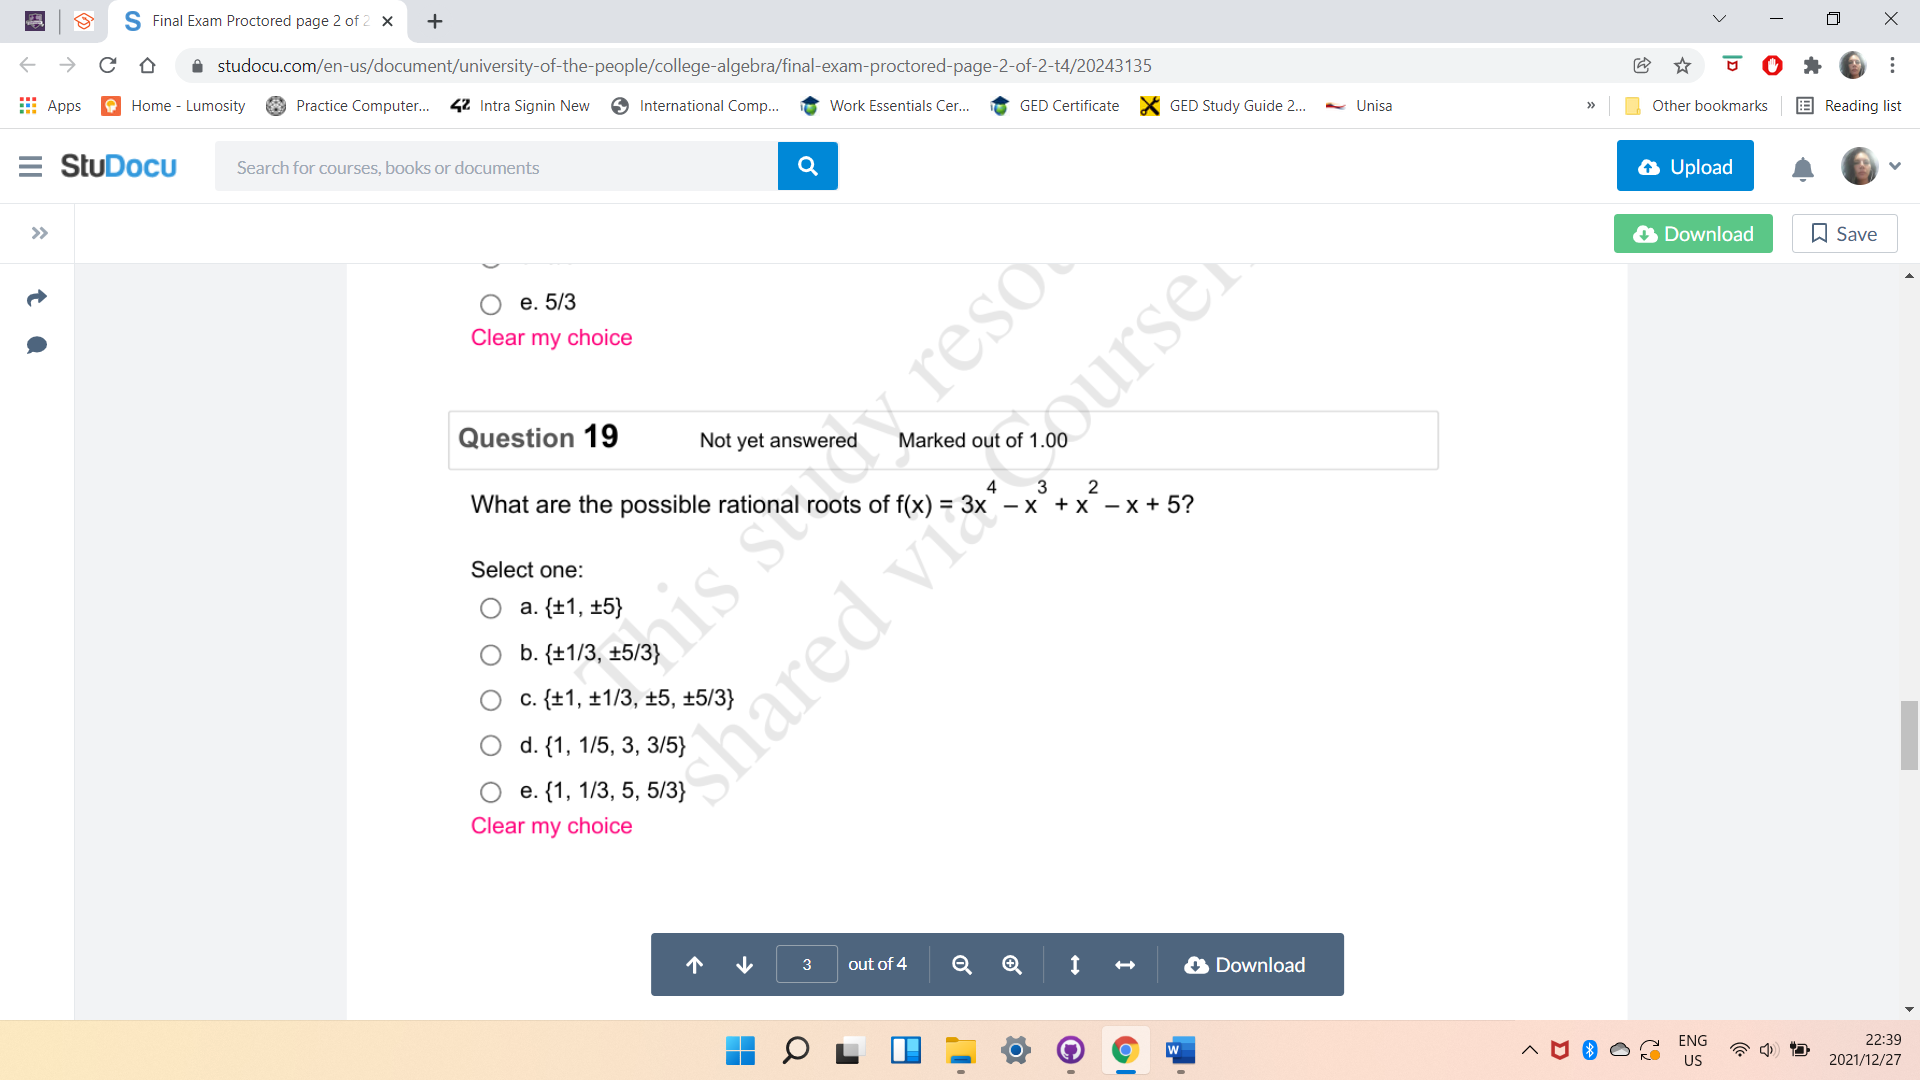 Final Exam Proctored page 2 of 2
studocu.com/en-us/document/university-of-the-people/college-algebra/final-exam-proctored-page-2-of-2-t4/20243135
Apps Home - Lumosity Practice Computer... Intra Signin New International Comp... Work Essentials Cer... GED Certificate GED Study Guide 2... Unisa » Other bookmarks Reading list
StuDocu Search for courses, books or documents Upload
Download Save
e. 5/3
Clear my choice
Question 19 Not yet answered Marked out of 1.00
What are the possible rational roots of f(x) = 3x⁴ – x³ + x² – x + 5?
Select one:
a. {±1, ±5}
b. {±1/3, ±5/3}
c. {±1, ±1/3, ±5, ±5/3}
d. {1, 1/5, 3, 3/5}
e. {1, 1/3, 5, 5/3}
Clear my choice
This study
shared via
3 out of 4 Download
ENG
US
22:39
2021/12/27